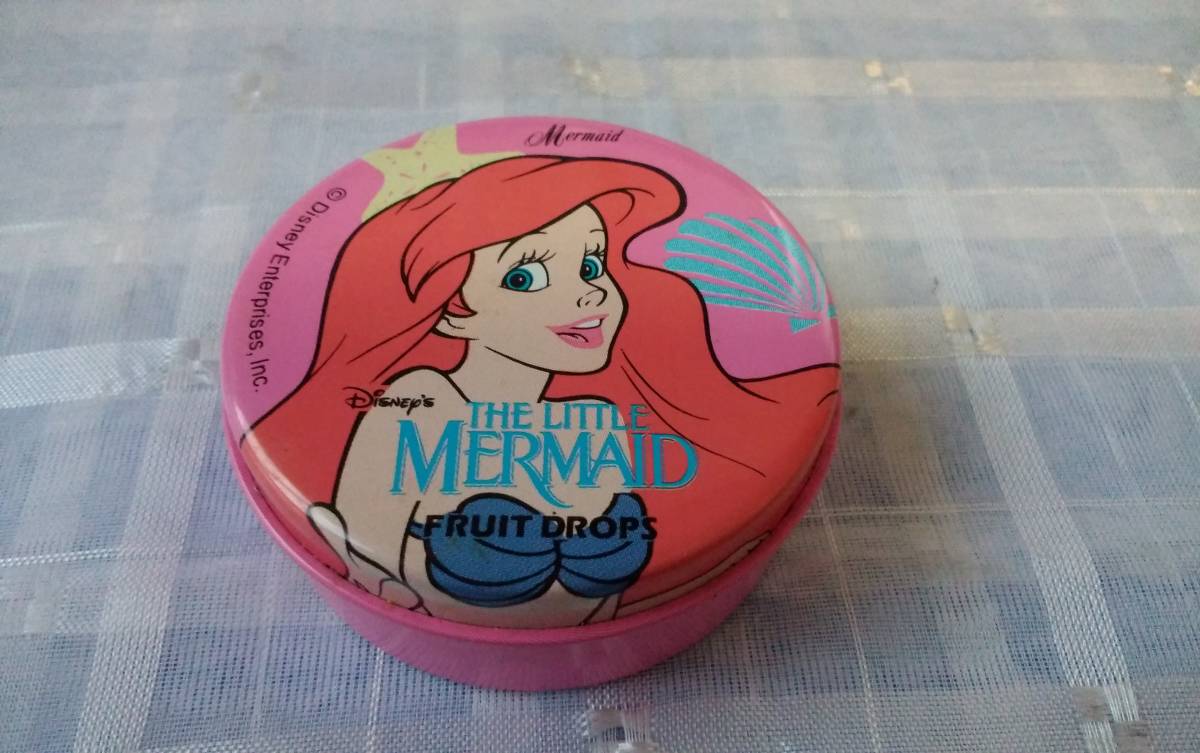 Mermaid
© Disney Enterprises, Inc.
Disney's
THE LITTLE
MERMAID
FRUIT DROPS